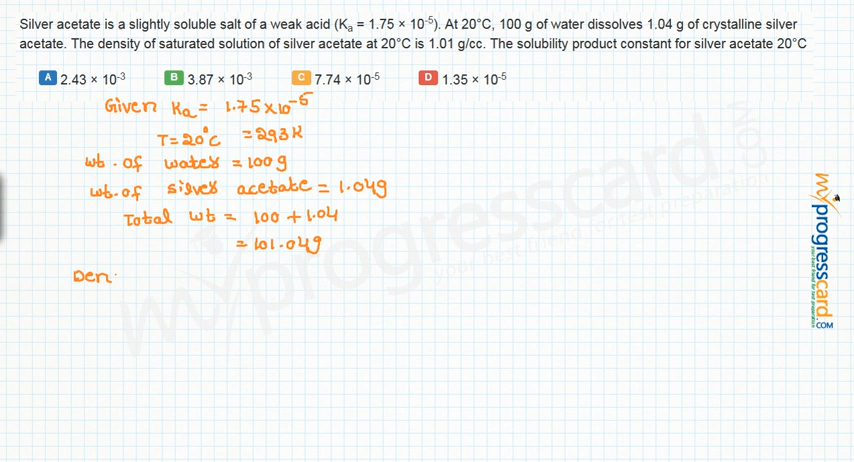 Silver acetate is a slightly soluble salt of a weak acid (Ka = 1.75 × 10-5). At 20°C, 100 g of water dissolves 1.04 g of crystalline silver
acetate. The density of saturated solution of silver acetate at 20°C is 1.01 g/cc. The solubility product constant for silver acetate 20°C
A 2.43 × 10-3 B 3.87 × 10-3 C 7.74 × 10-5 D 1.35 × 10-5
Given Ka = 1.75×10-5
T = 20°C = 293 K
wt. of water = 100 g
wt. of silver acetate = 1.04g
Total wt = 100 + 1.04
= 101.04g
Den
myprogresscard
.COM
myprogresscard